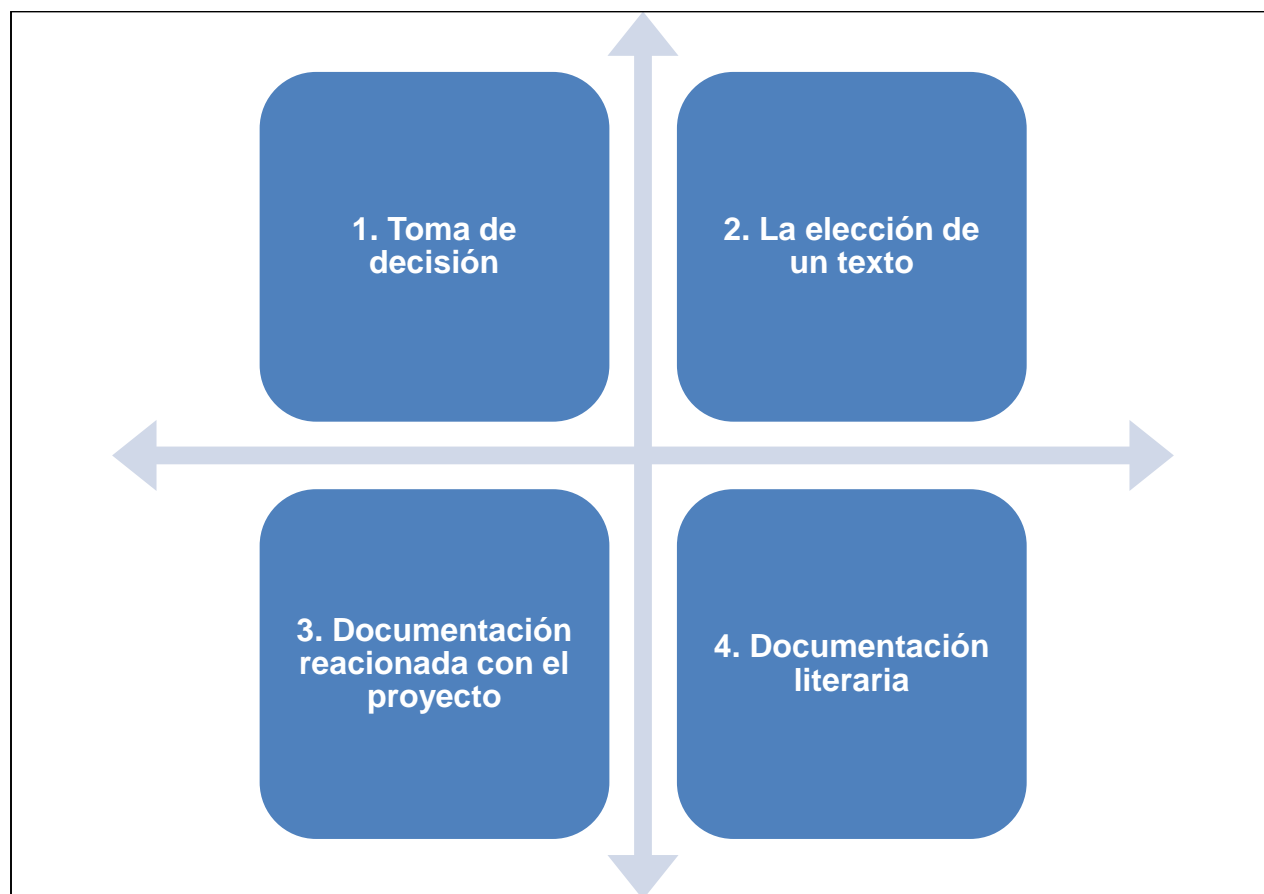 1. Toma de
decisión
2. La elección de
un texto
3. Documentación
reacionada con el
proyecto
4. Documentación
literaria